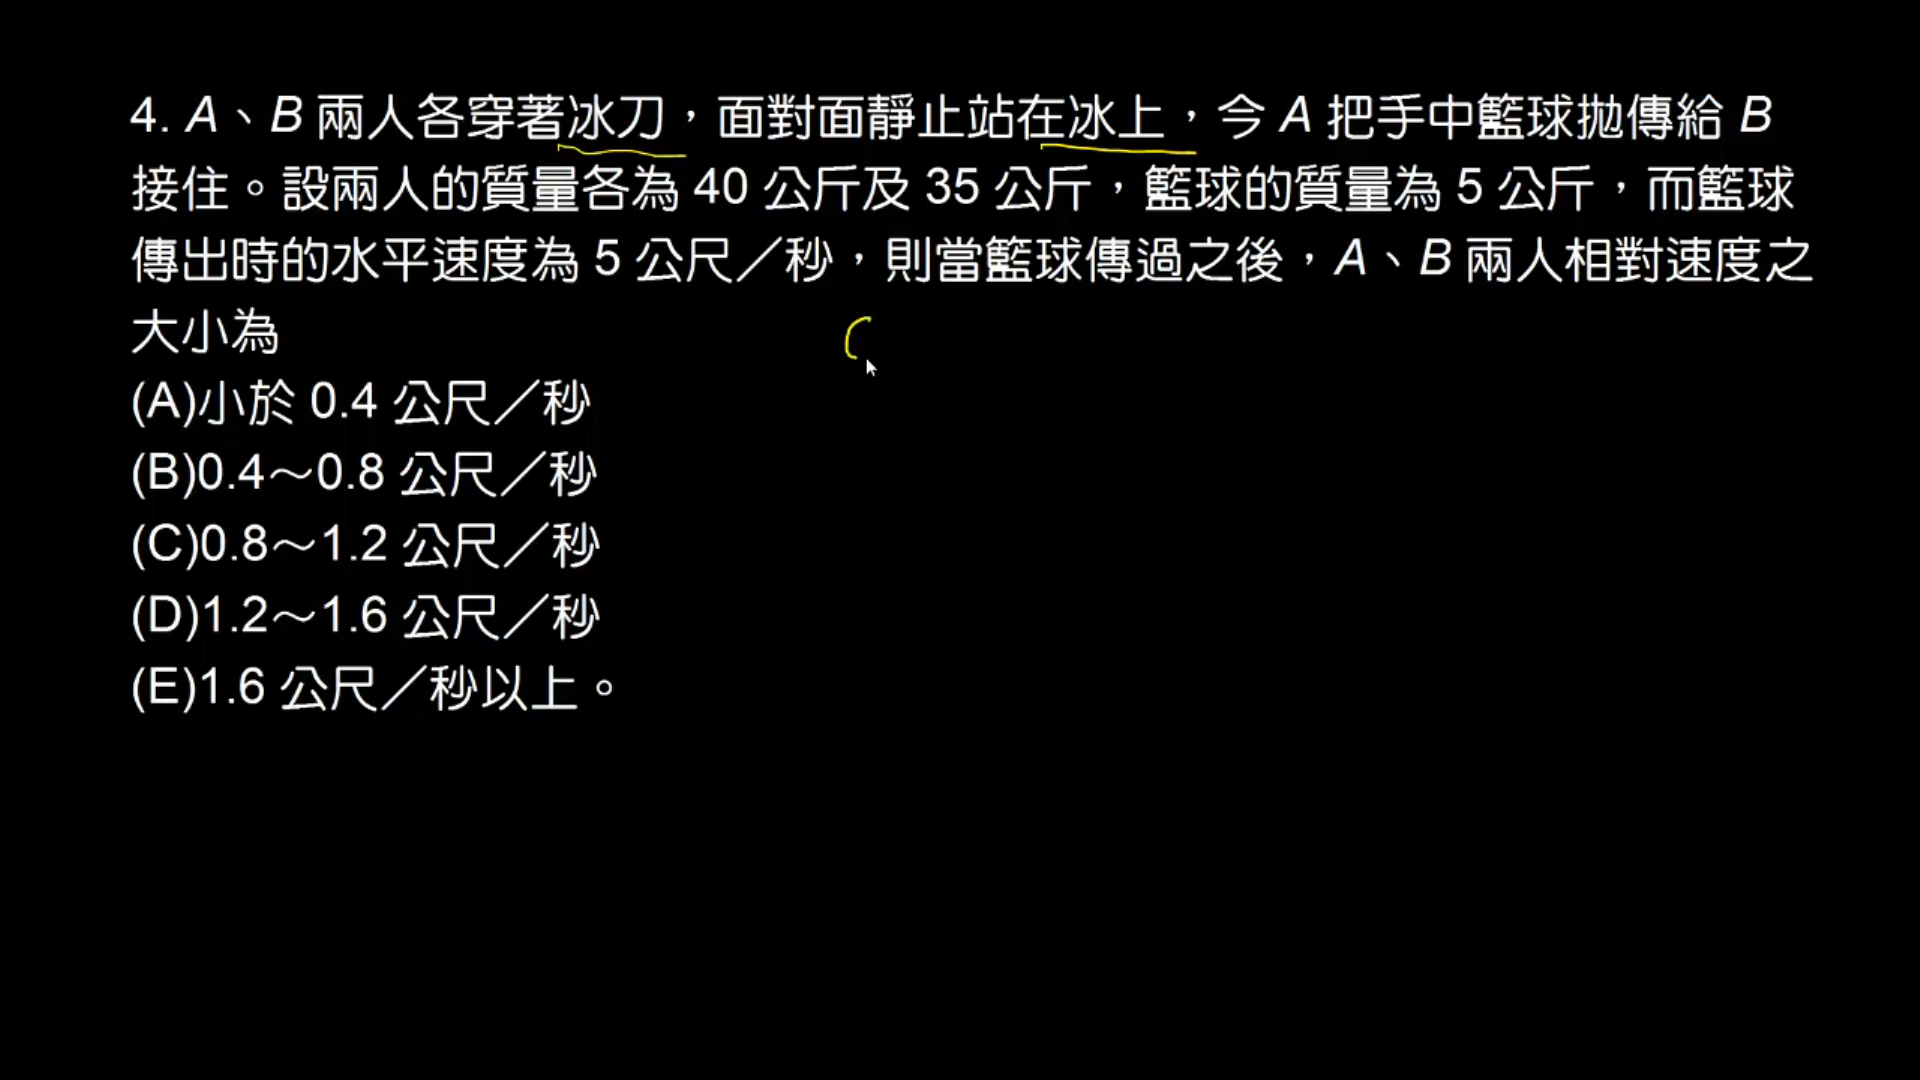 4. A、B 兩人各穿著冰刀，面對面靜止站在冰上，今 A 把手中籃球拋傳給 B
接住。設兩人的質量各為 40 公斤及 35 公斤，籃球的質量為 5 公斤，而籃球
傳出時的水平速度為 5 公尺／秒，則當籃球傳過之後，A、B 兩人相對速度之
大小為
(A)小於 0.4 公尺／秒
(B)0.4～0.8 公尺／秒
(C)0.8～1.2 公尺／秒
(D)1.2～1.6 公尺／秒
(E)1.6 公尺／秒以上。